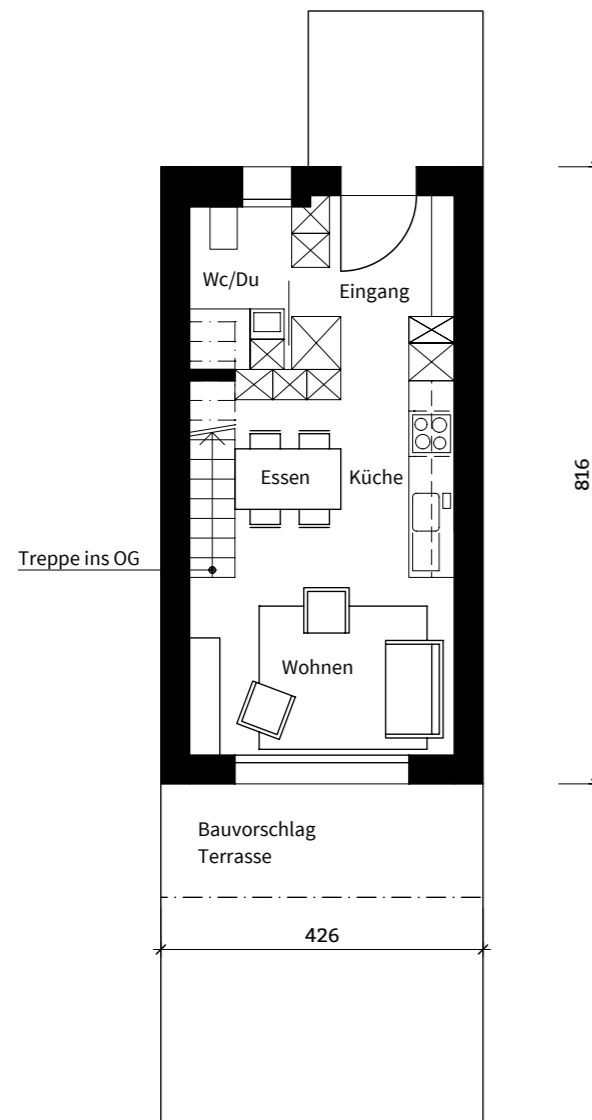 Wc/Du
Eingang
Essen
Küche
816
Treppe ins OG
Wohnen
Bauvorschlag
Terrasse
426